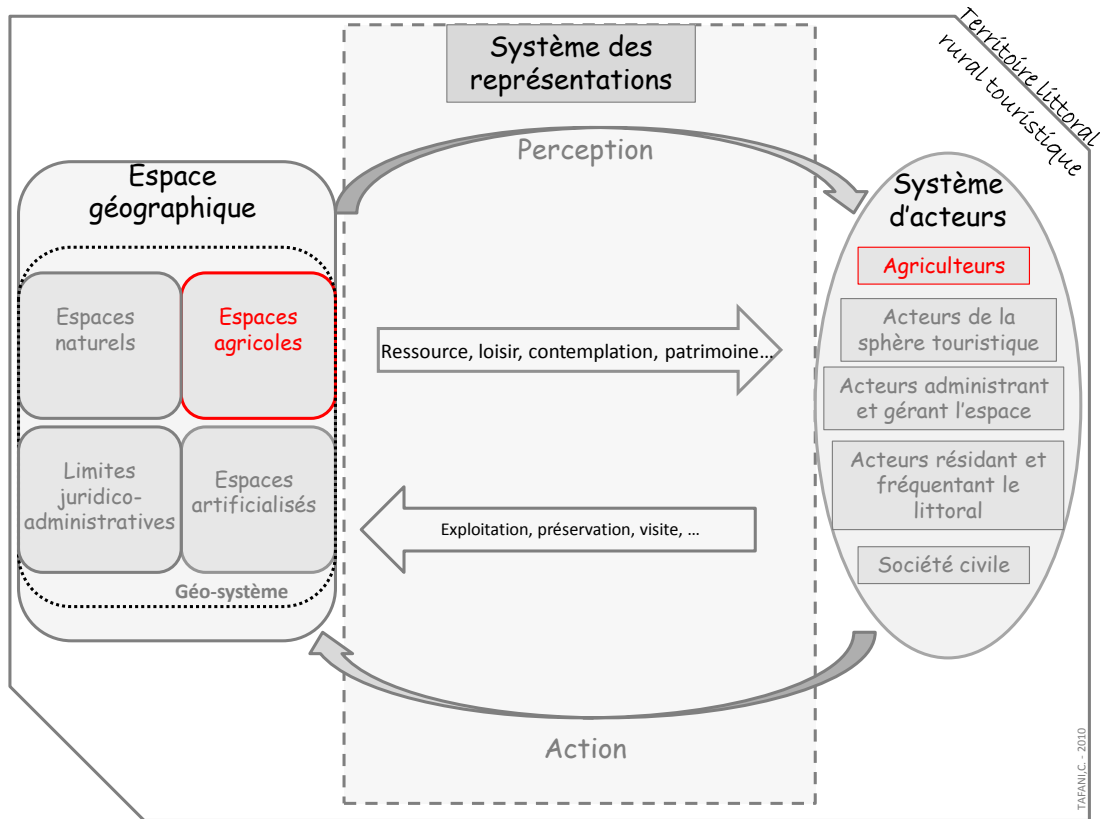 Territoire littoral
rural touristique
Système des
représentations
Perception
Espace
géographique
Espaces
naturels
Espaces
agricoles
Limites
juridico-
administratives
Espaces
artificialisés
Géo-système
Ressource, loisir, contemplation, patrimoine...
Exploitation, préservation, visite, ...
Système
d'acteurs
Agriculteurs
Acteurs de la
sphère touristique
Acteurs administrant
et gérant l'espace
Acteurs résidant et
fréquentant le
littoral
Société civile
Action
TAFANI,C. - 2010